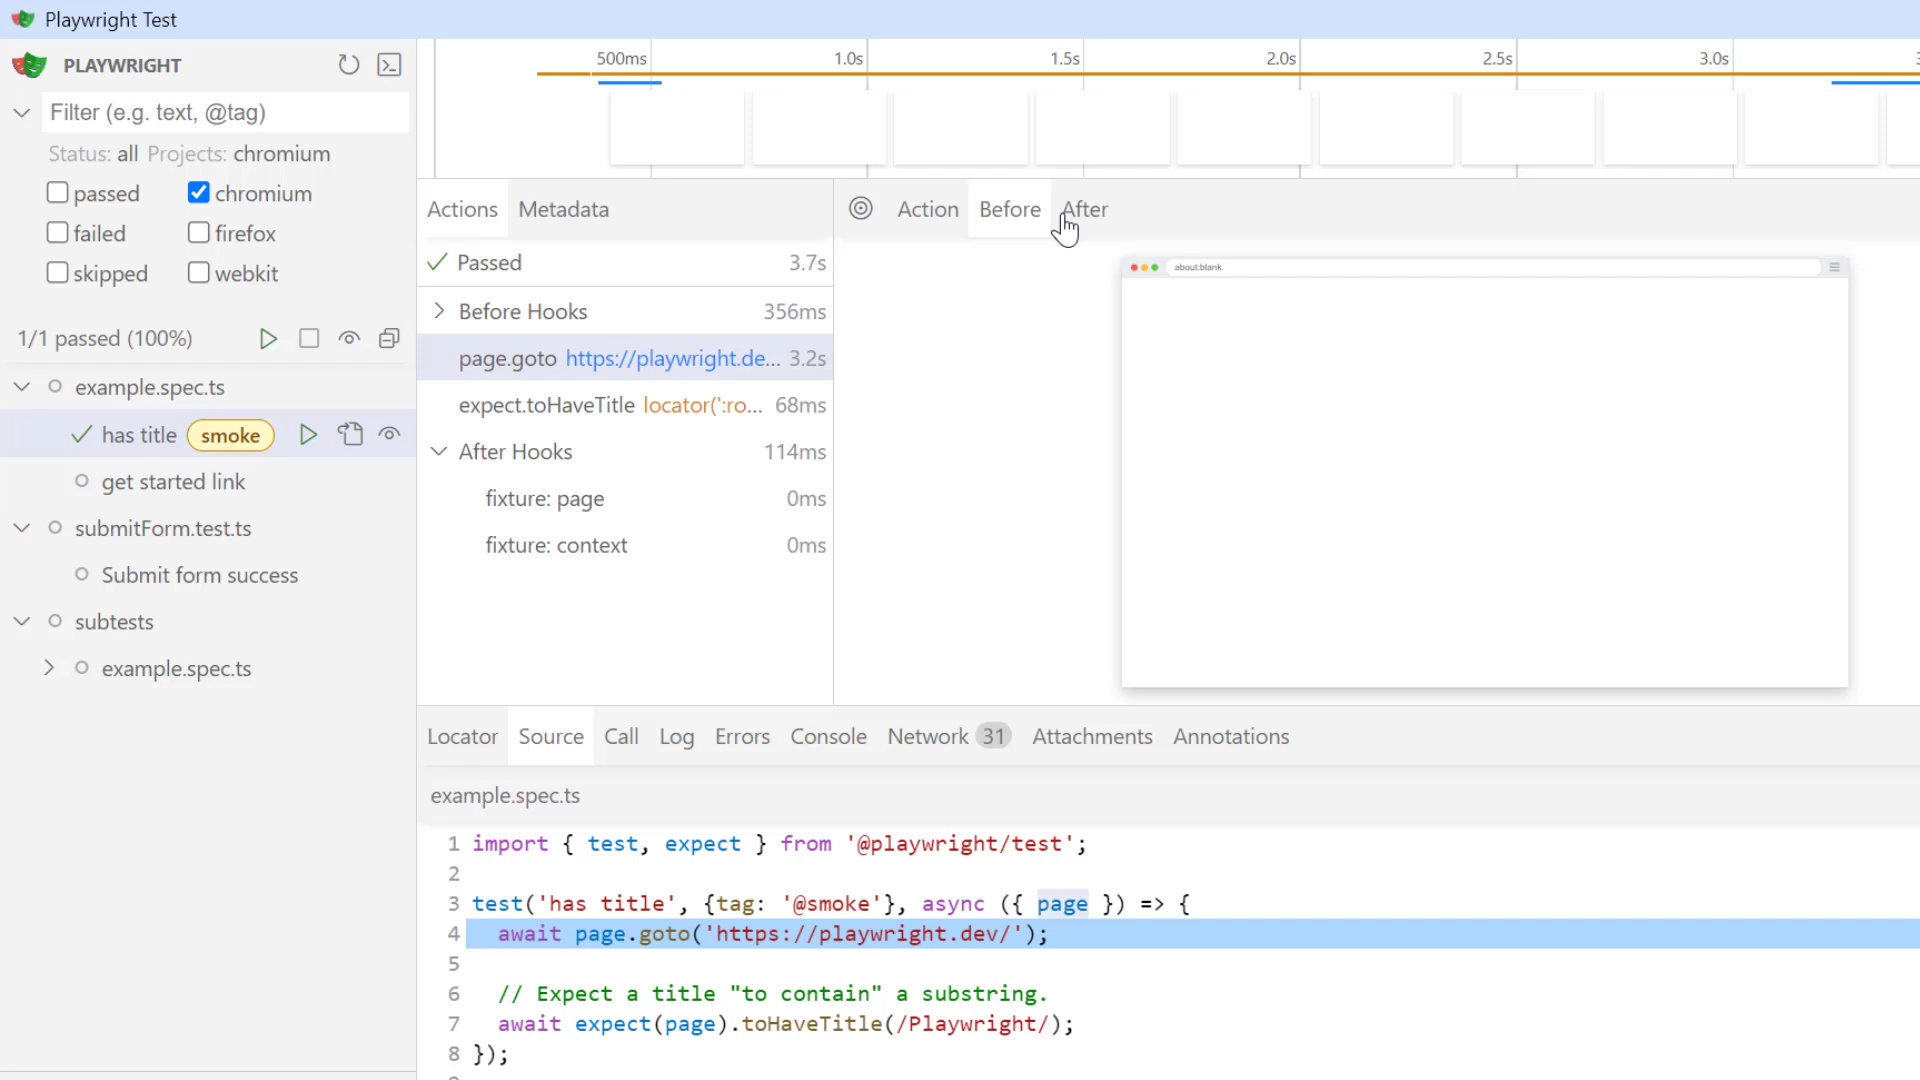 Playwright Test
PLAYWRIGHT
Filter (e.g. text, @tag)
Status: all Projects: chromium
passed
chromium
failed
firefox
skipped
webkit
1/1 passed (100%)
example.spec.ts
has title smoke
get started link
submitForm.test.ts
Submit form success
subtests
example.spec.ts
500ms 1.0s 1.5s 2.0s 2.5s 3.0s
Actions Metadata
Passed 3.7s
Before Hooks 356ms
page.goto https://playwright.de... 3.2s
expect.toHaveTitle locator(':ro... 68ms
After Hooks 114ms
fixture: page 0ms
fixture: context 0ms
Action Before After
about:blank
Locator Source Call Log Errors Console Network 31 Attachments Annotations
example.spec.ts
1 import { test, expect } from '@playwright/test';
2
3 test('has title', {tag: '@smoke'}, async ({ page }) => {
4 await page.goto('https://playwright.dev/');
5
6 // Expect a title "to contain" a substring.
7 await expect(page).toHaveTitle(/Playwright/);
8 });